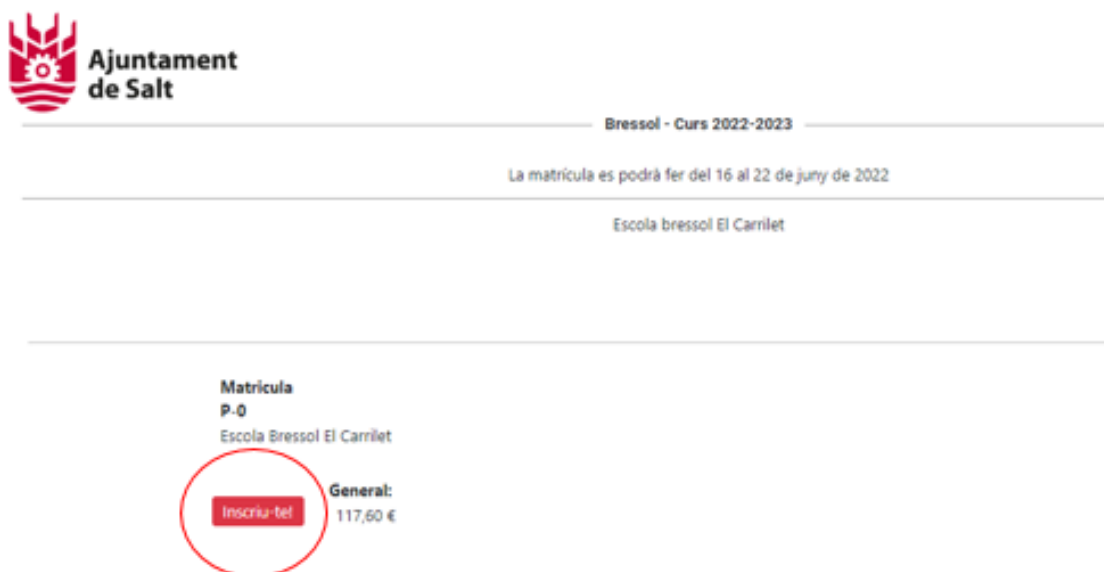 Ajuntament
de Salt
Bressol - Curs 2022-2023
La matrícula es podrà fer del 16 al 22 de juny de 2022
Escola bressol El Carrilet
Matricula
P-0
Escola Bressol El Carrilet
General:
Inscriu-te!
117,60 €